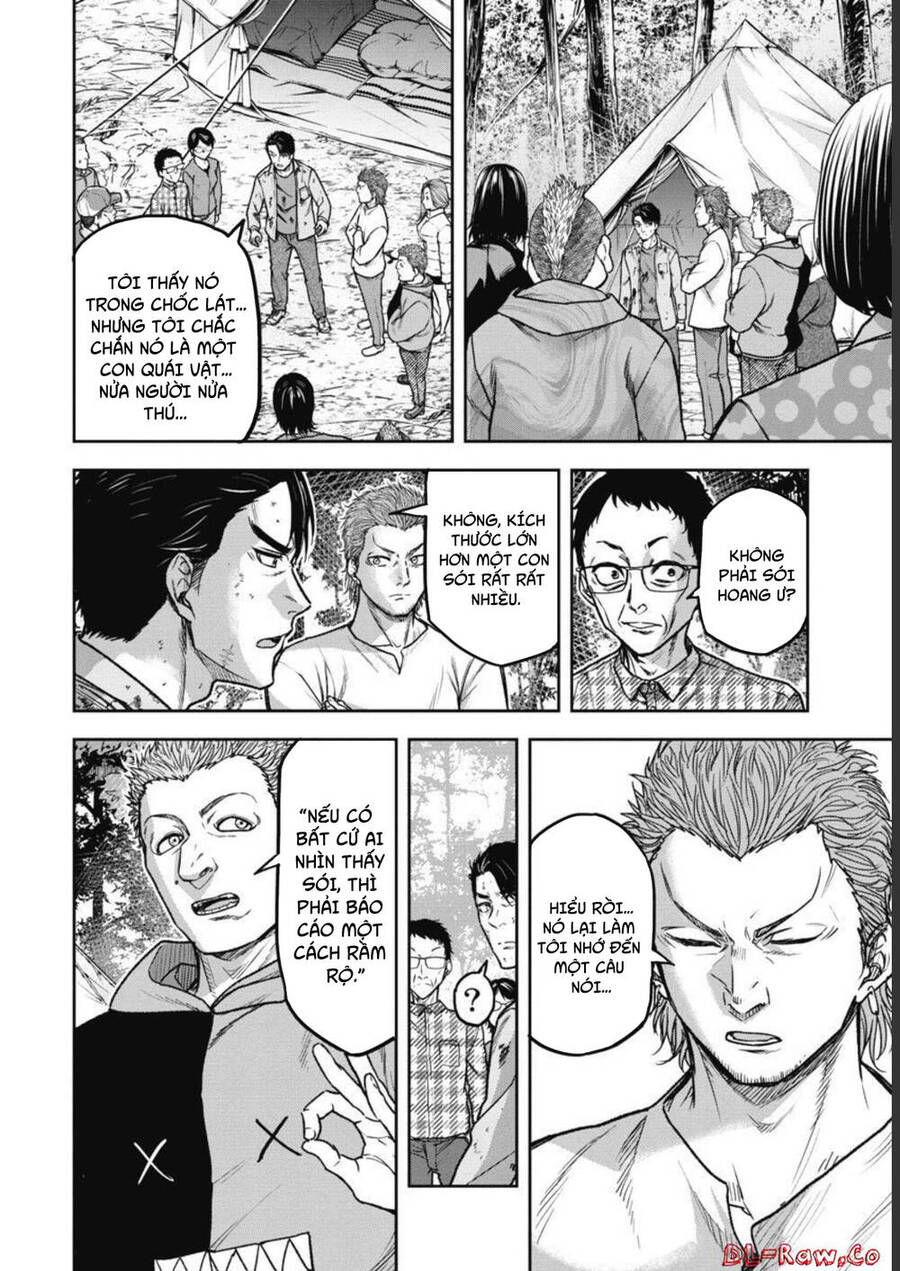 TÔI THẤY NÓ
TRONG CHỐC LÁT...
NHƯNG TÔI CHẮC
CHẮN NÓ LÀ MỘT
CON QUÁI VẬT...
NỬA NGƯỜI NỬA
THÚ...
KHÔNG
PHẢI SÓI
HOANG Ư?
KHÔNG, KÍCH
THƯỚC LỚN
HƠN MỘT CON
SÓI RẤT RẤT
NHIỀU.
HIỂU RỒI...
NÓ LẠI LÀM
TÔI NHỚ ĐẾN
MỘT CÂU
NÓI...
?
"NẾU CÓ
BẤT CỨ AI
NHÌN THẤY
SÓI, THÌ
PHẢI BÁO
CÁO MỘT
CÁCH RẦM
RỘ."
DL=Raw.Co